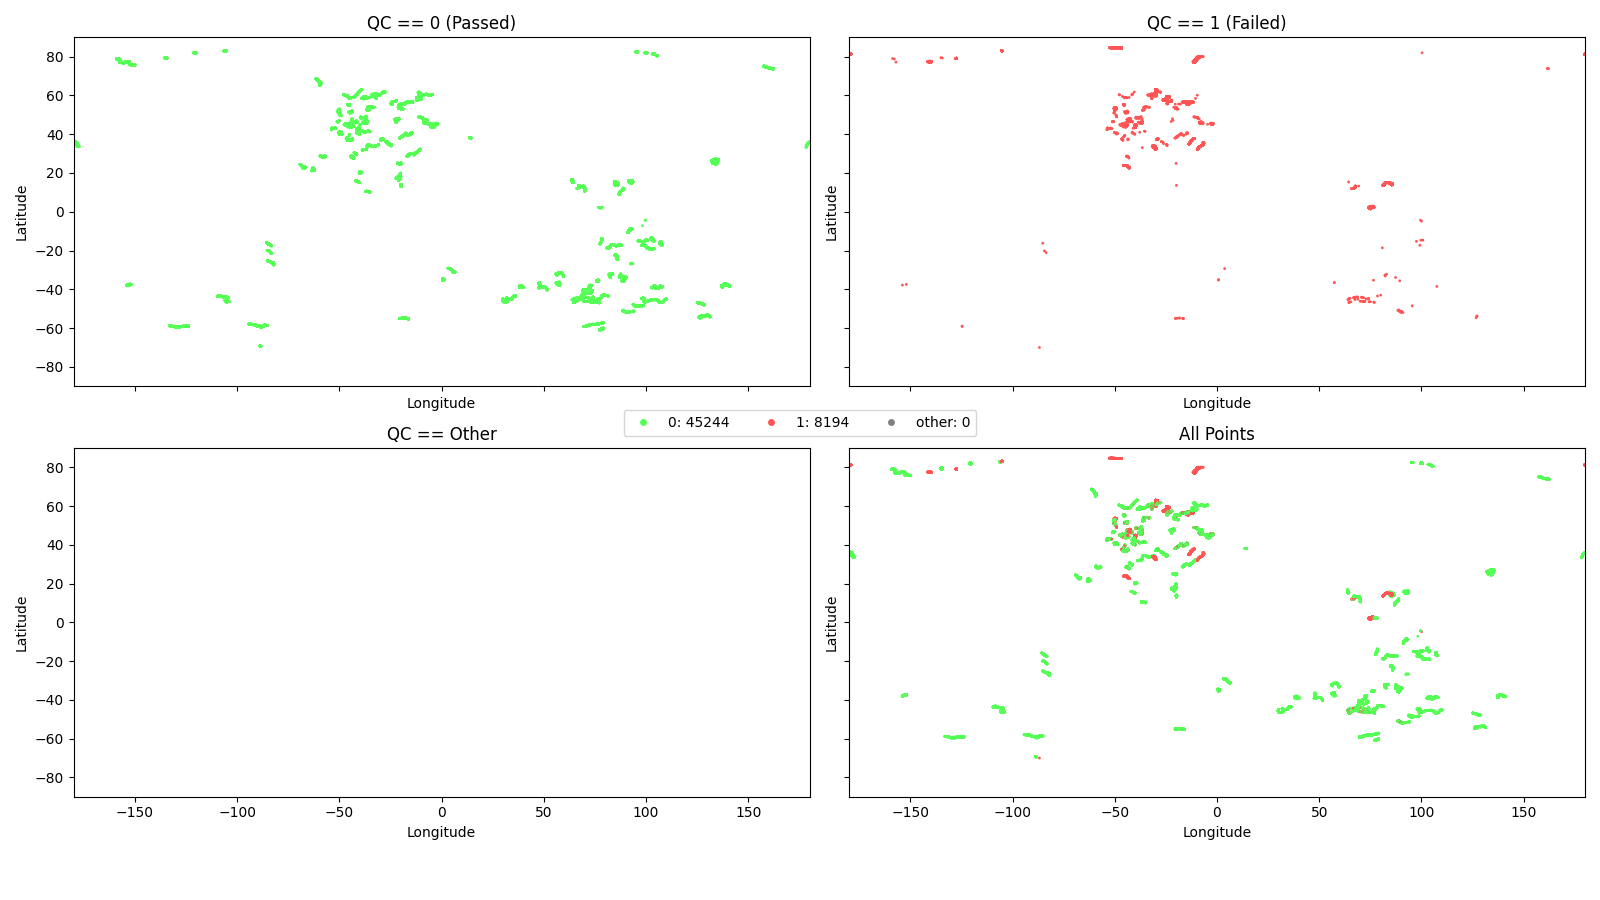 QC == 0 (Passed)
QC == 1 (Failed)
80
60
40
20
0
−20
−40
−60
−80
Latitude
Latitude
Longitude
Longitude
0: 45244
1: 8194
other: 0
QC == Other
All Points
80
60
40
20
0
−20
−40
−60
−80
Latitude
Latitude
−150 −100 −50 0 50 100 150
−150 −100 −50 0 50 100 150
Longitude
Longitude